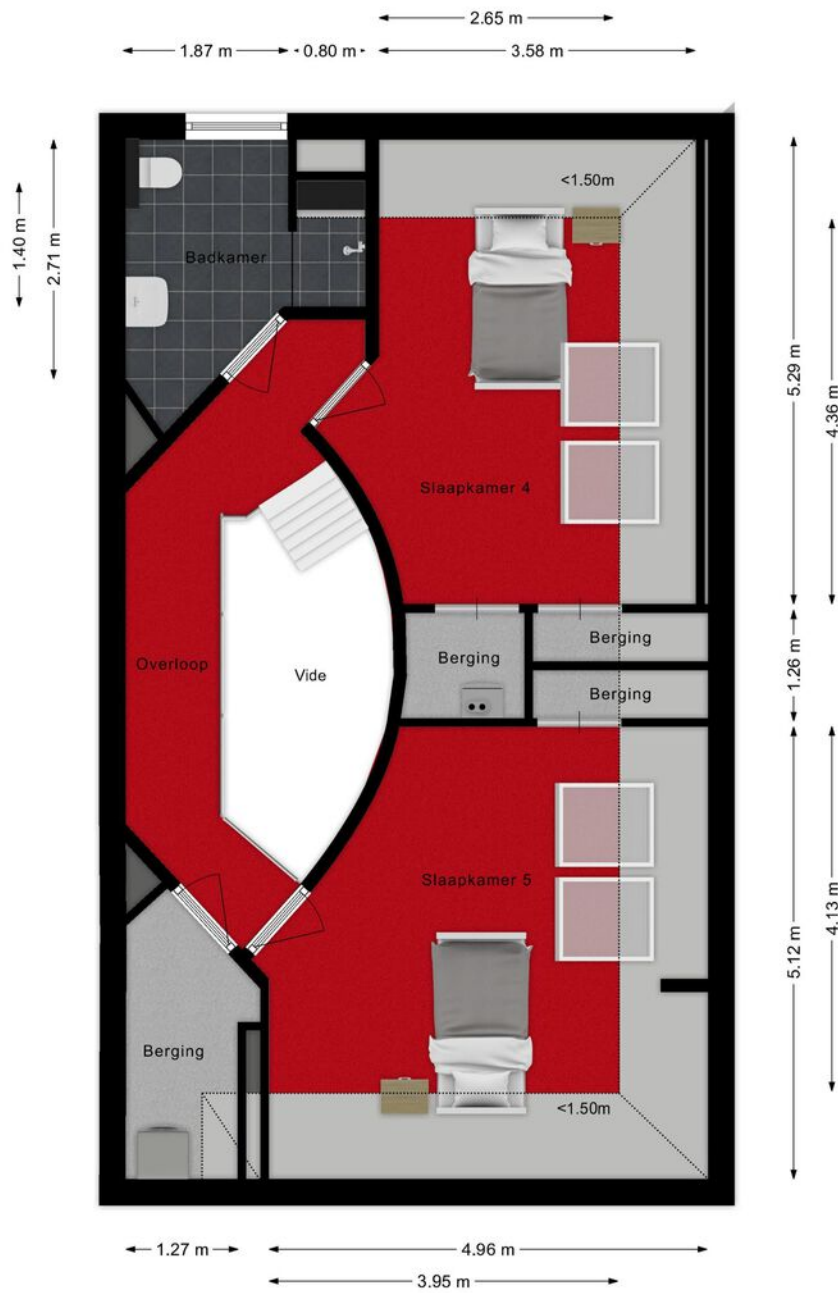 2.65 m
1.87 m
0.80 m
3.58 m
<1.50m
1.40 m
2.71 m
Badkamer
5.29 m
4.36 m
Slaapkamer 4
Berging
Berging
Overloop
Vide
Berging
1.26 m
Slaapkamer 5
4.13 m
5.12 m
Berging
<1.50m
1.27 m
4.96 m
3.95 m